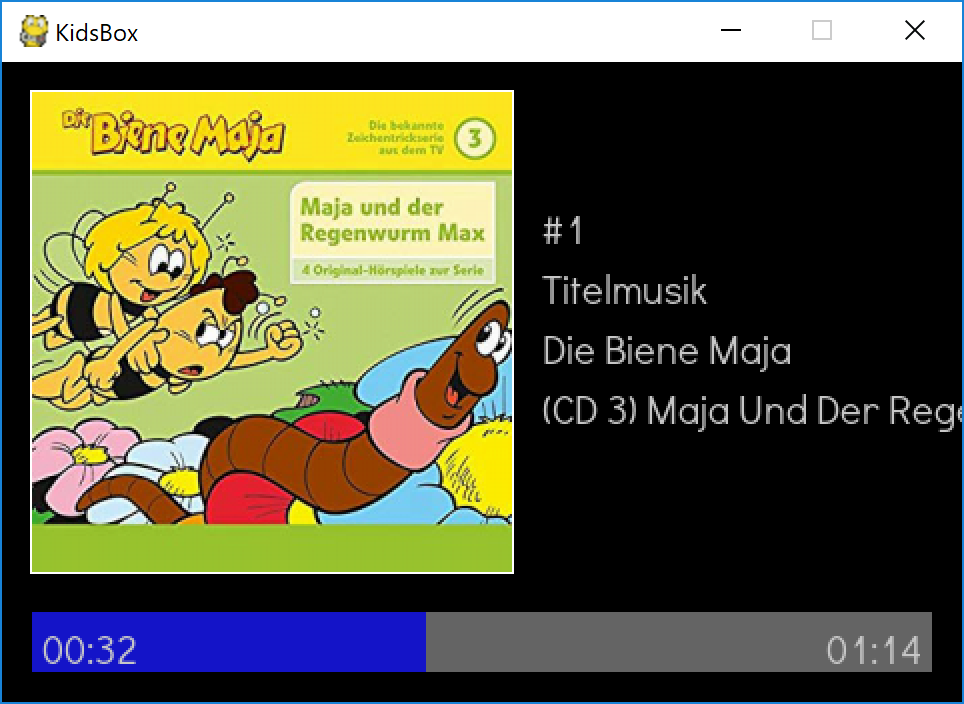 KidsBox
Die Biene Maja
Die bekannte
Zeichentrickserie
aus dem TV
3
Maja und der
Regenwurm Max
4 Original-Hörspiele zur Serie
#1
Titelmusik
Die Biene Maja
(CD 3) Maja Und Der Rege
00:32
01:14